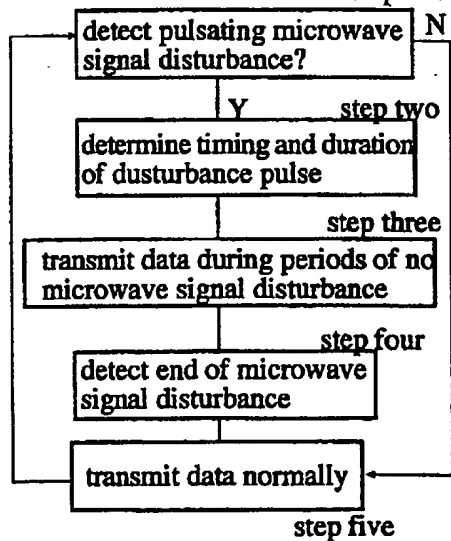 detect pulsating microwave
signal disturbance?
N
Y
step two
determine timing and duration
of dusturbance pulse
step three
transmit data during periods of no
microwave signal disturbance
step four
detect end of microwave
signal disturbance
transmit data normally
step five